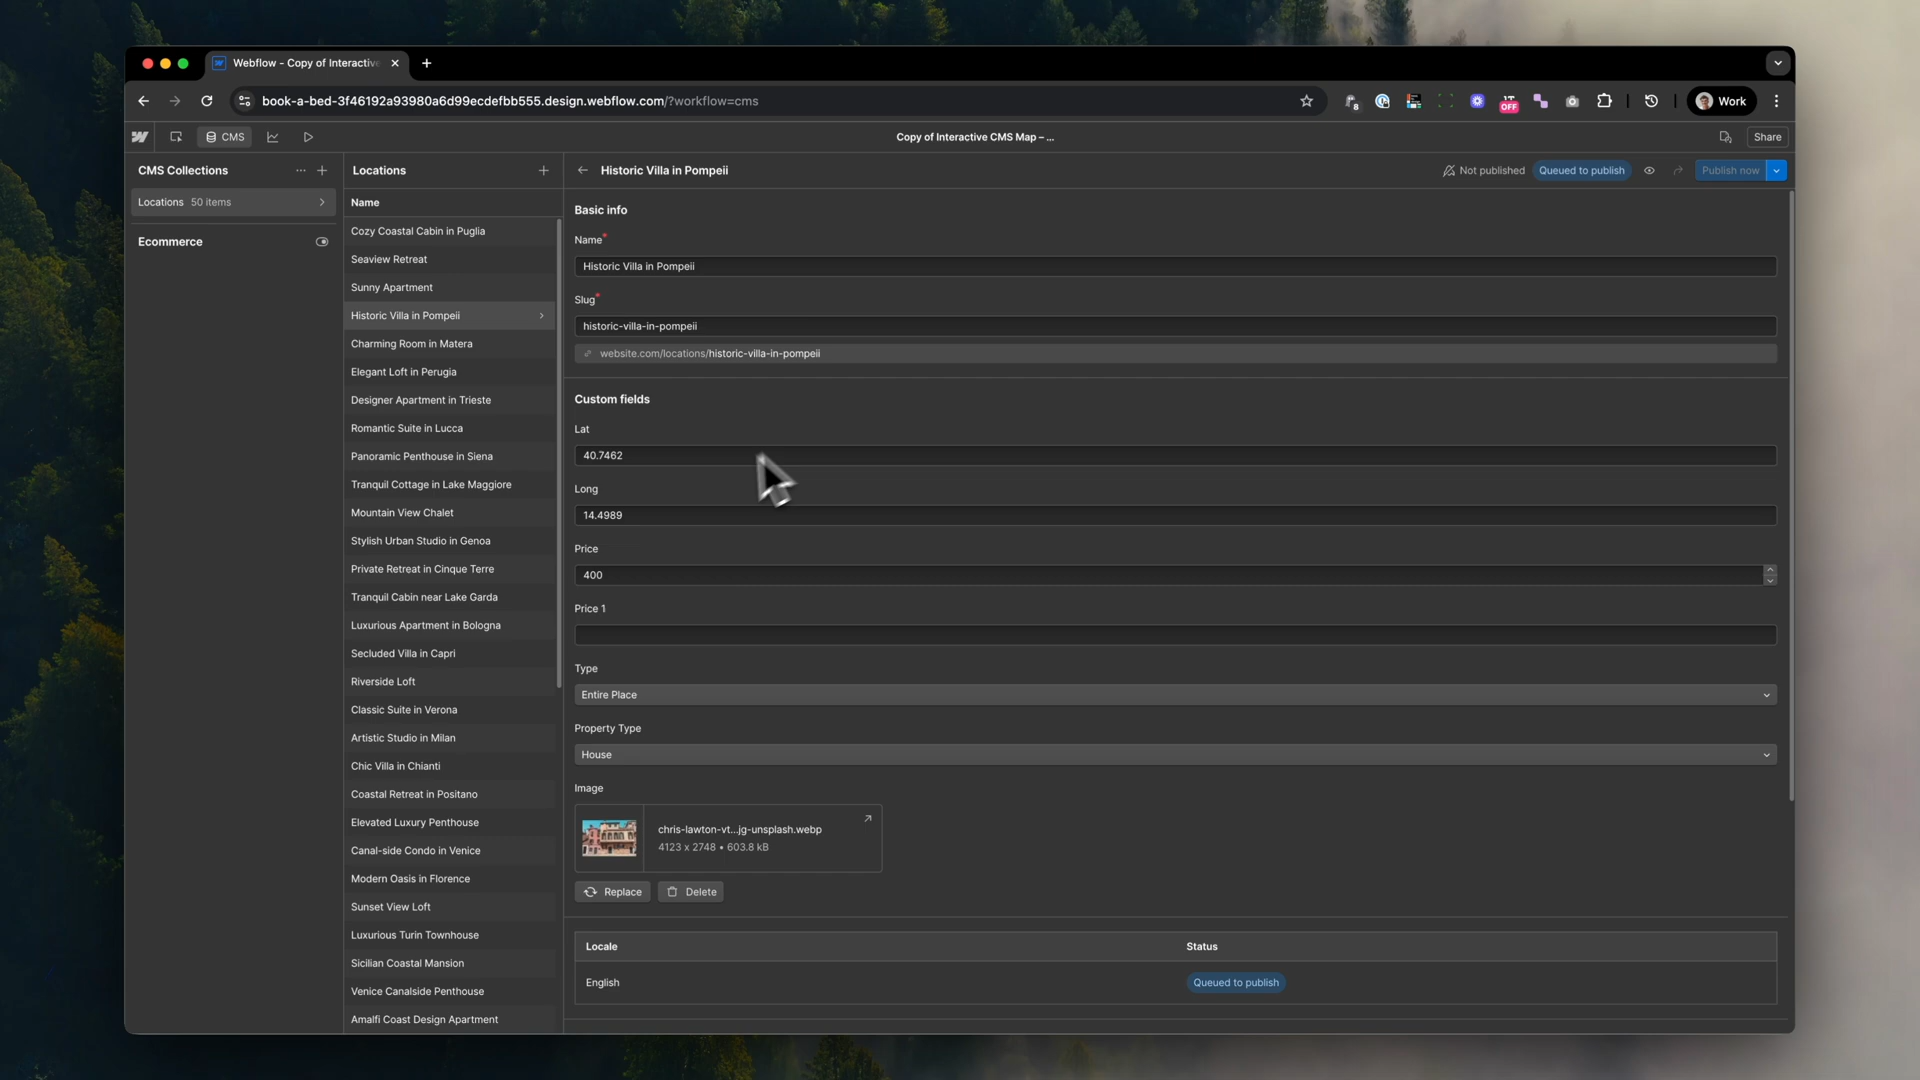 Webflow - Copy of Interactive
book-a-bed-3f46192a93980a6d99ecdefbb555.design.webflow.com/?workflow=cms
8
OFF
Work
CMS
Copy of Interactive CMS Map – ...
Share
CMS Collections
Locations 50 items
Ecommerce
Locations
Name
Cozy Coastal Cabin in Puglia
Seaview Retreat
Sunny Apartment
Historic Villa in Pompeii
Charming Room in Matera
Elegant Loft in Perugia
Designer Apartment in Trieste
Romantic Suite in Lucca
Panoramic Penthouse in Siena
Tranquil Cottage in Lake Maggiore
Mountain View Chalet
Stylish Urban Studio in Genoa
Private Retreat in Cinque Terre
Tranquil Cabin near Lake Garda
Luxurious Apartment in Bologna
Secluded Villa in Capri
Riverside Loft
Classic Suite in Verona
Artistic Studio in Milan
Chic Villa in Chianti
Coastal Retreat in Positano
Elevated Luxury Penthouse
Canal-side Condo in Venice
Modern Oasis in Florence
Sunset View Loft
Luxurious Turin Townhouse
Sicilian Coastal Mansion
Venice Canalside Penthouse
Amalfi Coast Design Apartment
Historic Villa in Pompeii
Not published
Queued to publish
Publish now
Basic info
Name*
Historic Villa in Pompeii
Slug*
historic-villa-in-pompeii
website.com/locations/historic-villa-in-pompeii
Custom fields
Lat
40.7462
Long
14.4989
Price
400
Price 1
Type
Entire Place
Property Type
House
Image
chris-lawton-vt...jg-unsplash.webp
4123 x 2748 • 603.8 kB
Replace
Delete
Locale Status
English Queued to publish